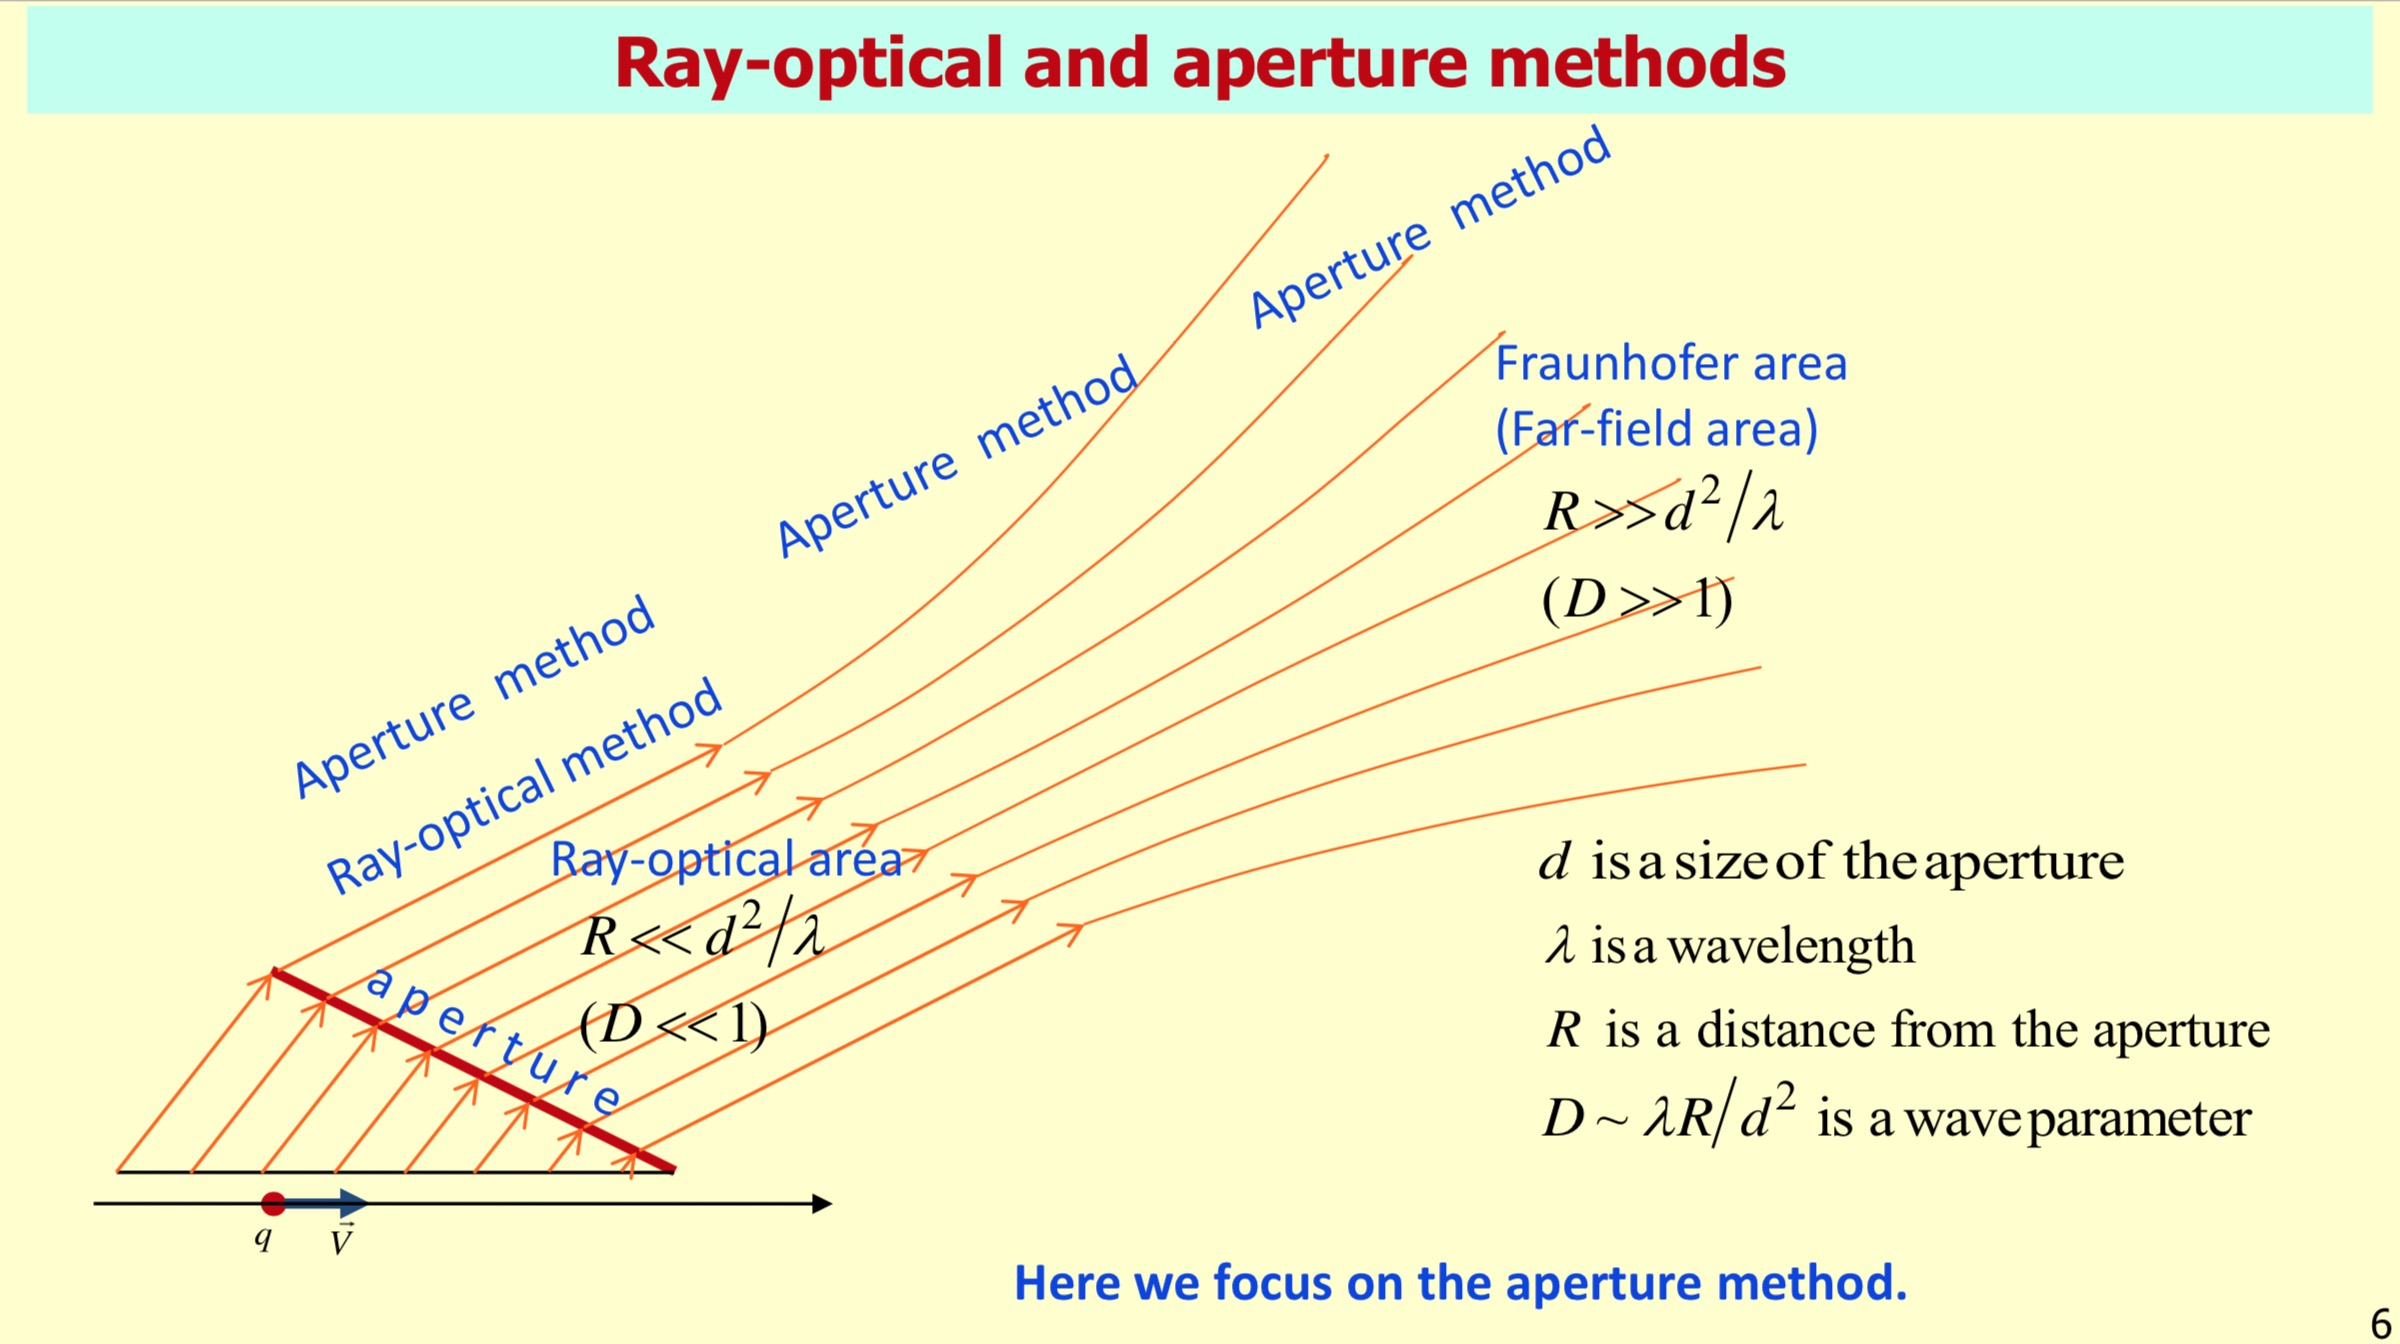 Ray-optical and aperture methods
Aperture method
Aperture method
Fraunhofer area
(Far-field area)
R >> d²/λ
(D >> 1)
Aperture method
Ray-optical method
Ray-optical area
R << d²/λ
(D << 1)
aperture
d is a size of the aperture
λ is a wavelength
R is a distance from the aperture
D ~ λR/d² is a wave parameter
q
V⃗
Here we focus on the aperture method.
6